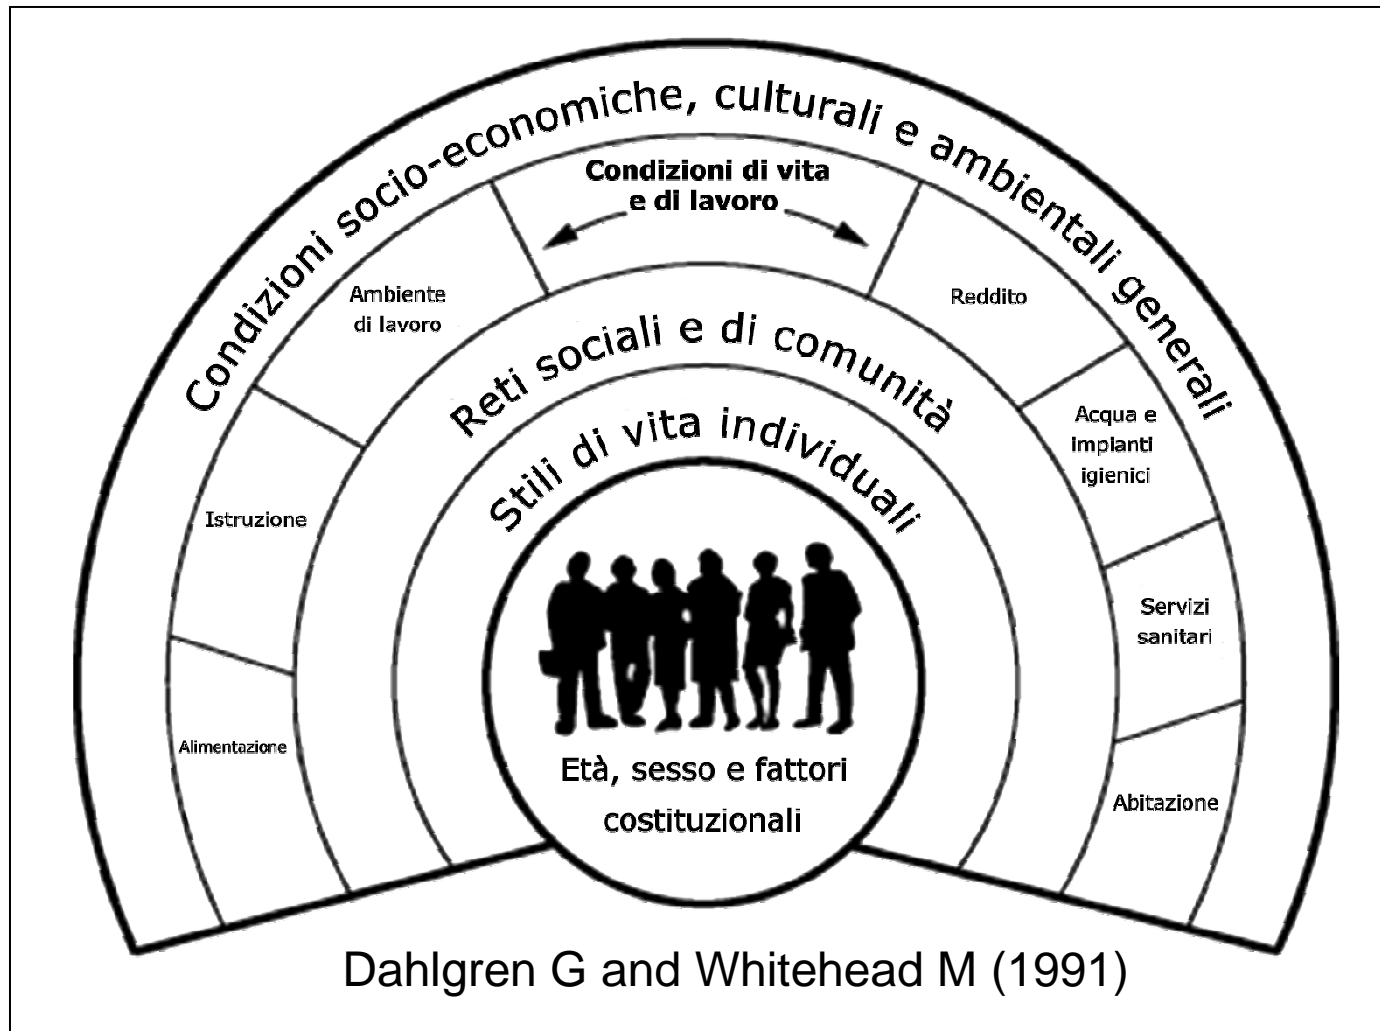 Condizioni socio-economiche, culturali e ambientali generali
Condizioni di vita
e di lavoro
Ambiente
di lavoro
Reddito
Reti sociali e di comunità
Acqua e
impianti
igienici
Stili di vita individuali
Istruzione
Servizi
sanitari
Alimentazione
Abitazione
Età, sesso e fattori
costituzionali
Dahlgren G and Whitehead M (1991)